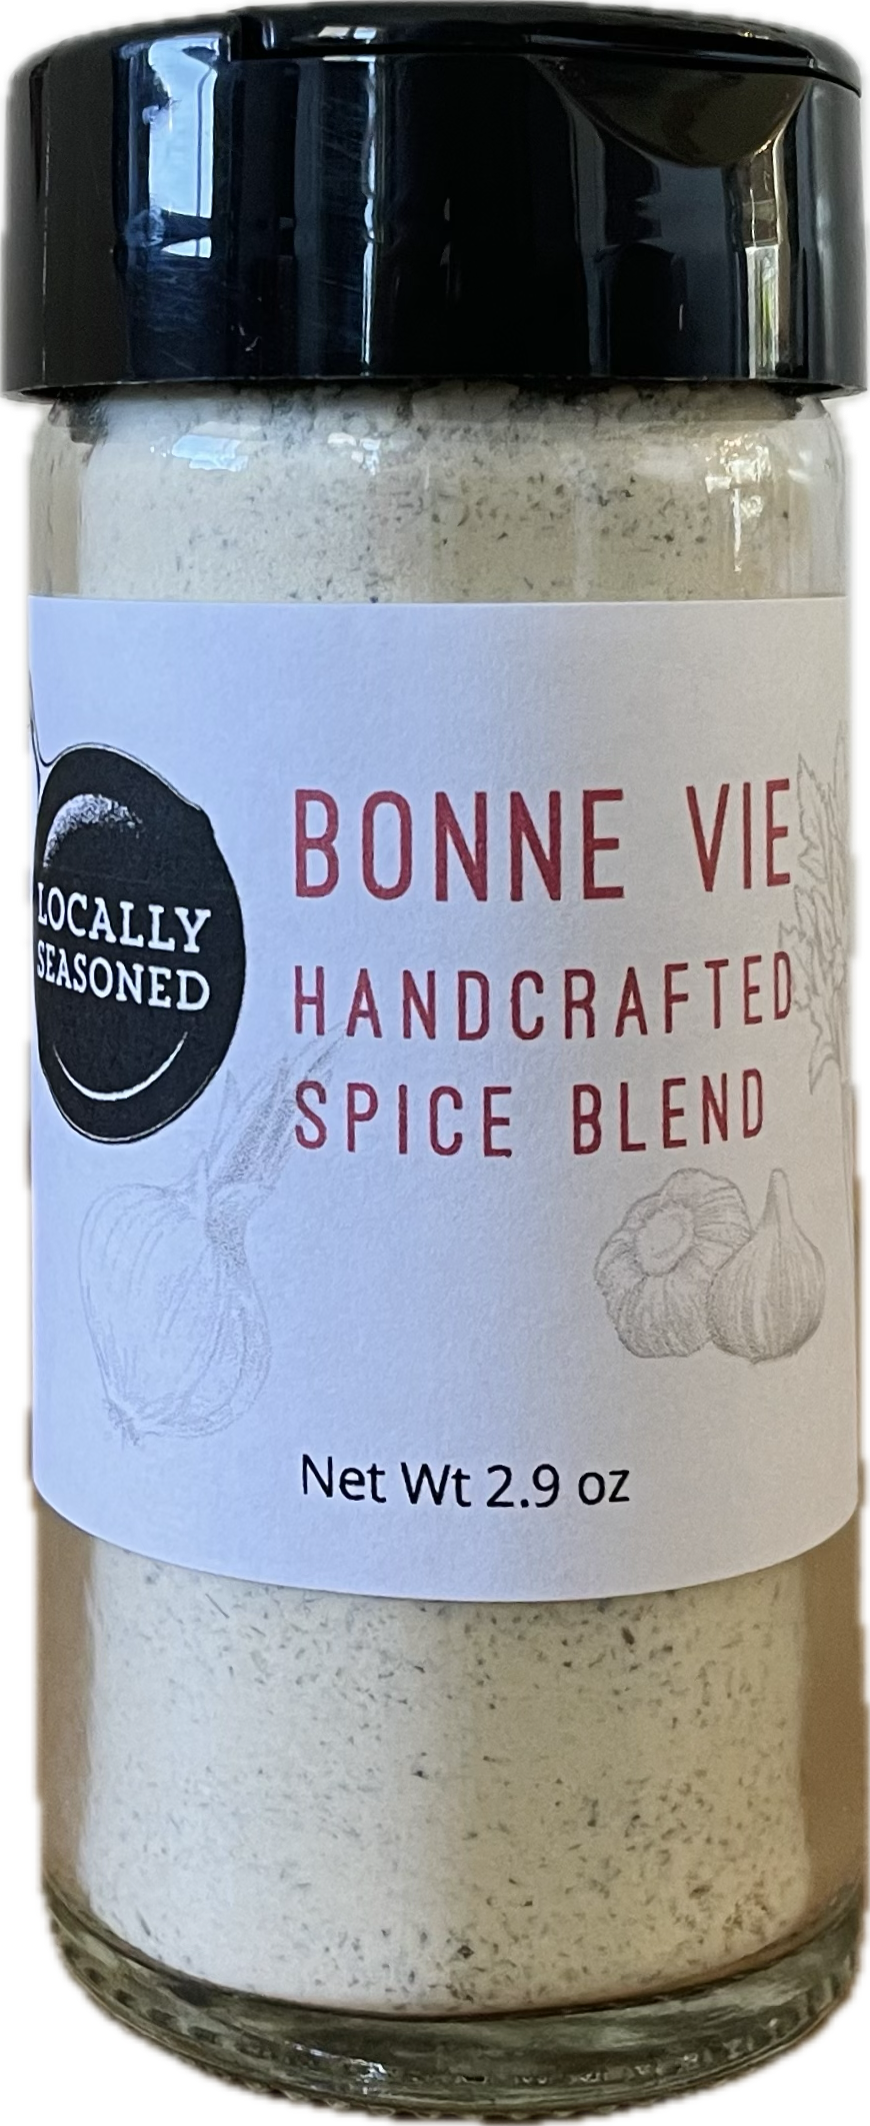 LOCALLY
SEASONED
BONNE VIE
HANDCRAFTED
SPICE BLEND
Net Wt 2.9 oz